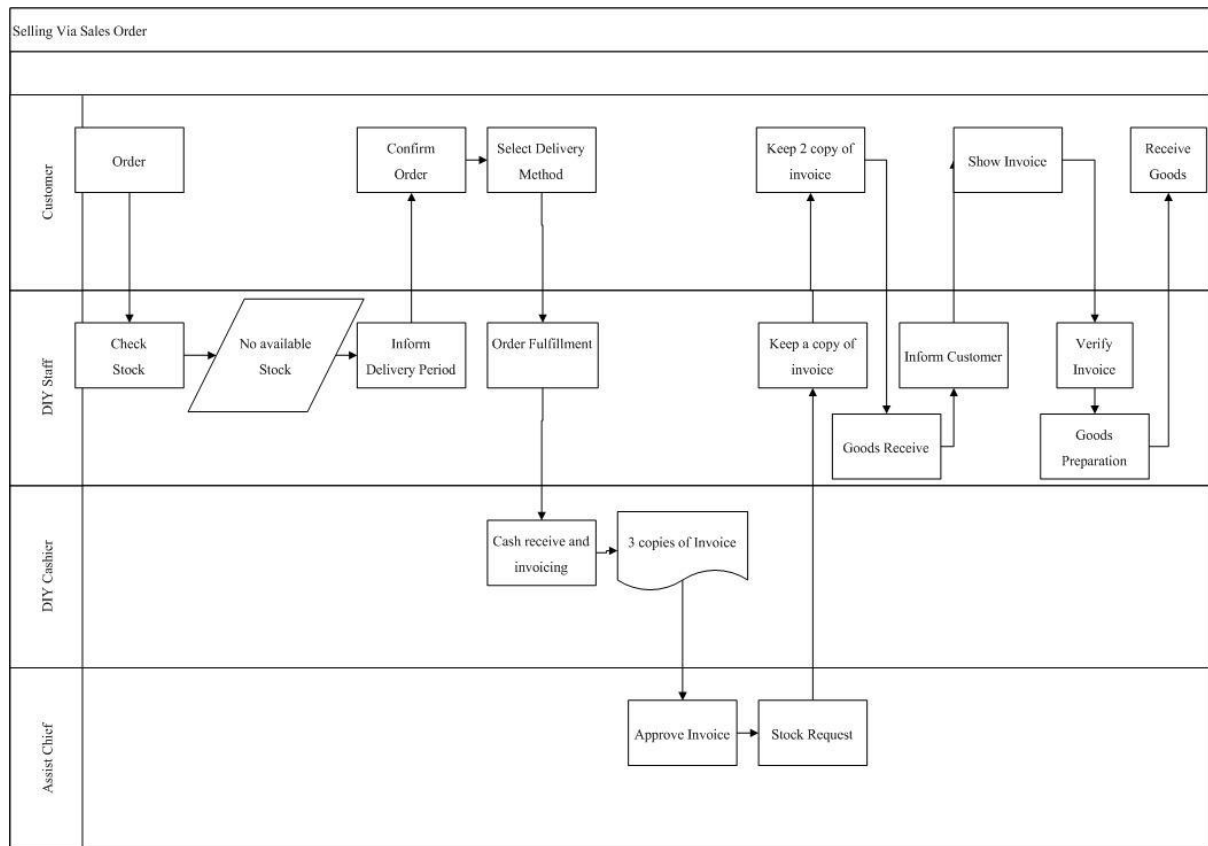 Selling Via Sales Order
Customer
Order
Confirm
Order
Select Delivery
Method
Keep 2 copy of
invoice
Show Invoice
Receive
Goods
DIY Staff
Check
Stock
No available
Stock
Inform
Delivery Period
Order Fulfillment
Keep a copy of
invoice
Goods Receive
Inform Customer
Verify
Invoice
Goods
Preparation
DIY Cashier
Cash receive and
invoicing
3 copies of Invoice
Assist Chief
Approve Invoice
Stock Request